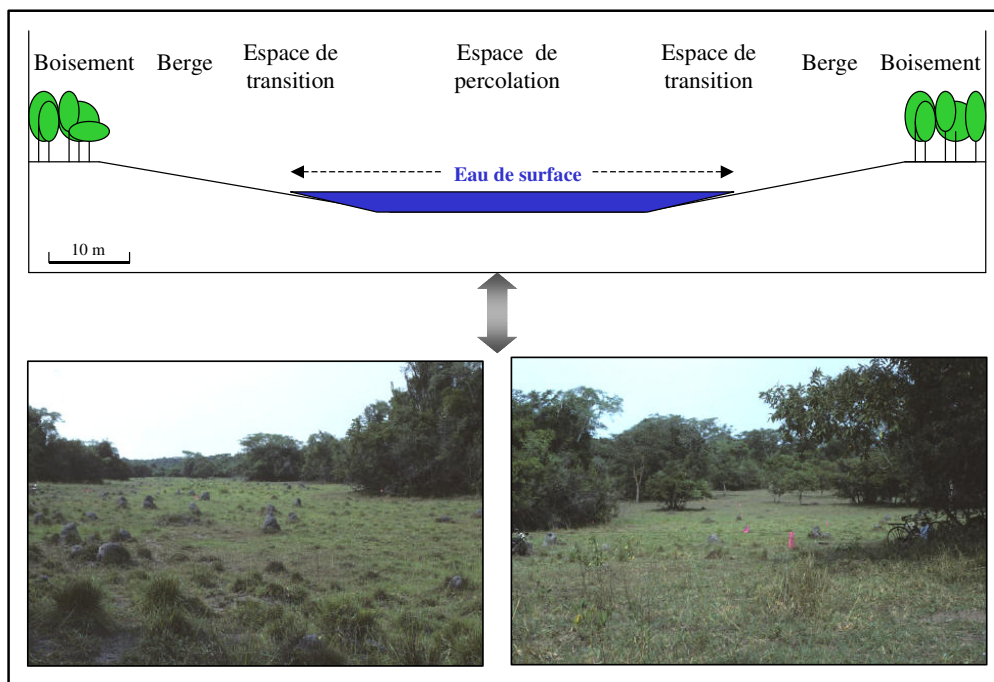 Boisement Berge Espace de transition Espace de percolation Espace de transition Berge Boisement
Eau de surface
10 m